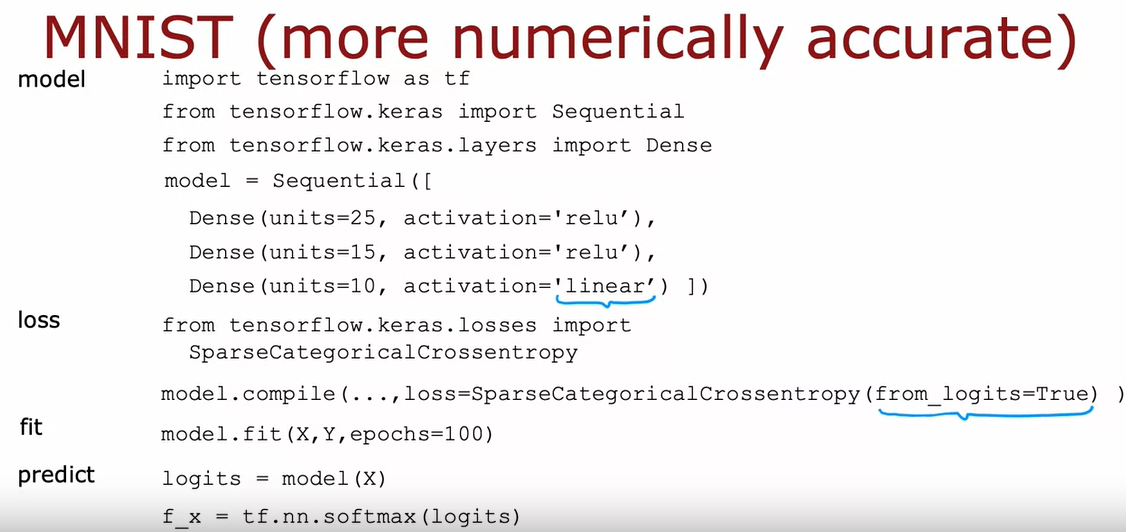 MNIST (more numerically accurate)
model
import tensorflow as tf
from tensorflow.keras import Sequential
from tensorflow.keras.layers import Dense
model = Sequential([
Dense(units=25, activation='relu’),
Dense(units=15, activation='relu’),
Dense(units=10, activation='linear’) ])
loss
from tensorflow.keras.losses import
SparseCategoricalCrossentropy
model.compile(...,loss=SparseCategoricalCrossentropy(from_logits=True) )
fit
model.fit(X,Y,epochs=100)
predict
logits = model(X)
f_x = tf.nn.softmax(logits)